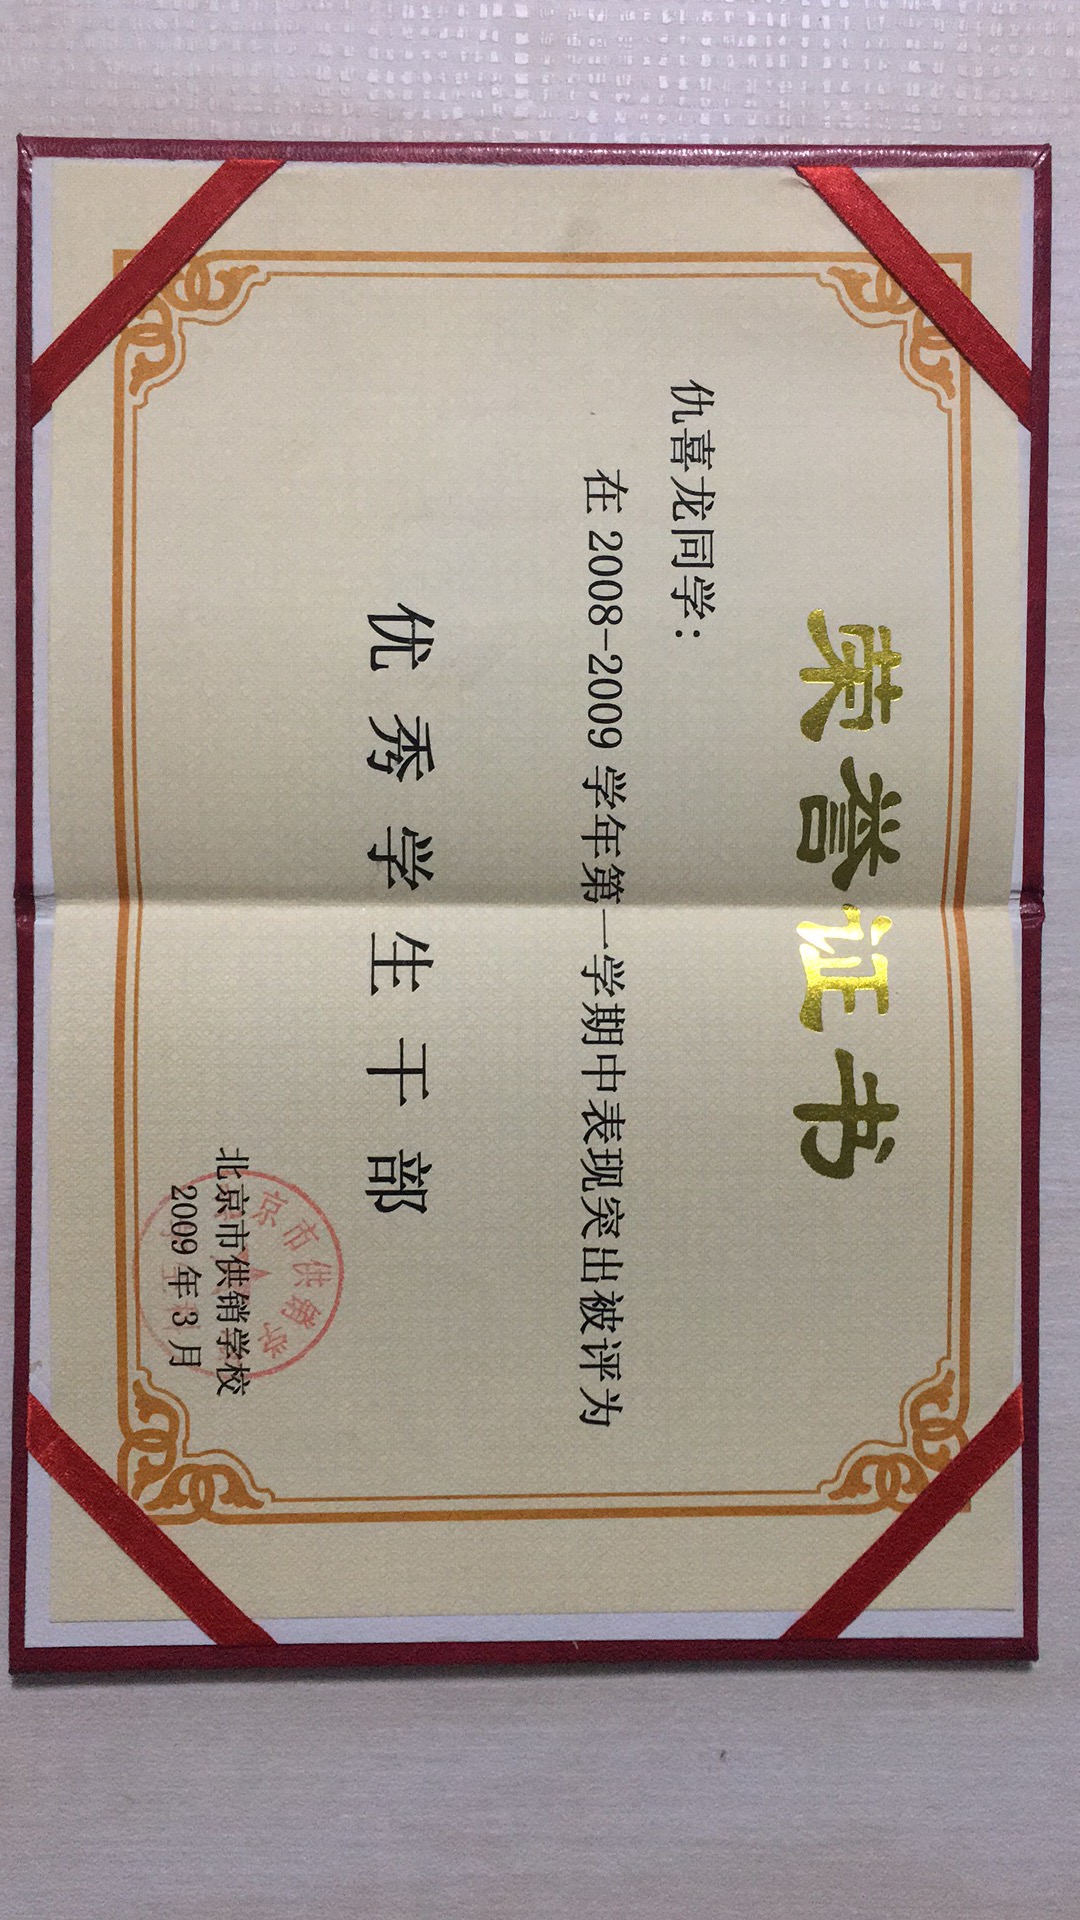 荣誉证书
仇喜龙同学：
在 2008-2009 学年第一学期中表现突出被评为
优秀学生干部
北京市供销学校
2009 年 3 月
京市供销学